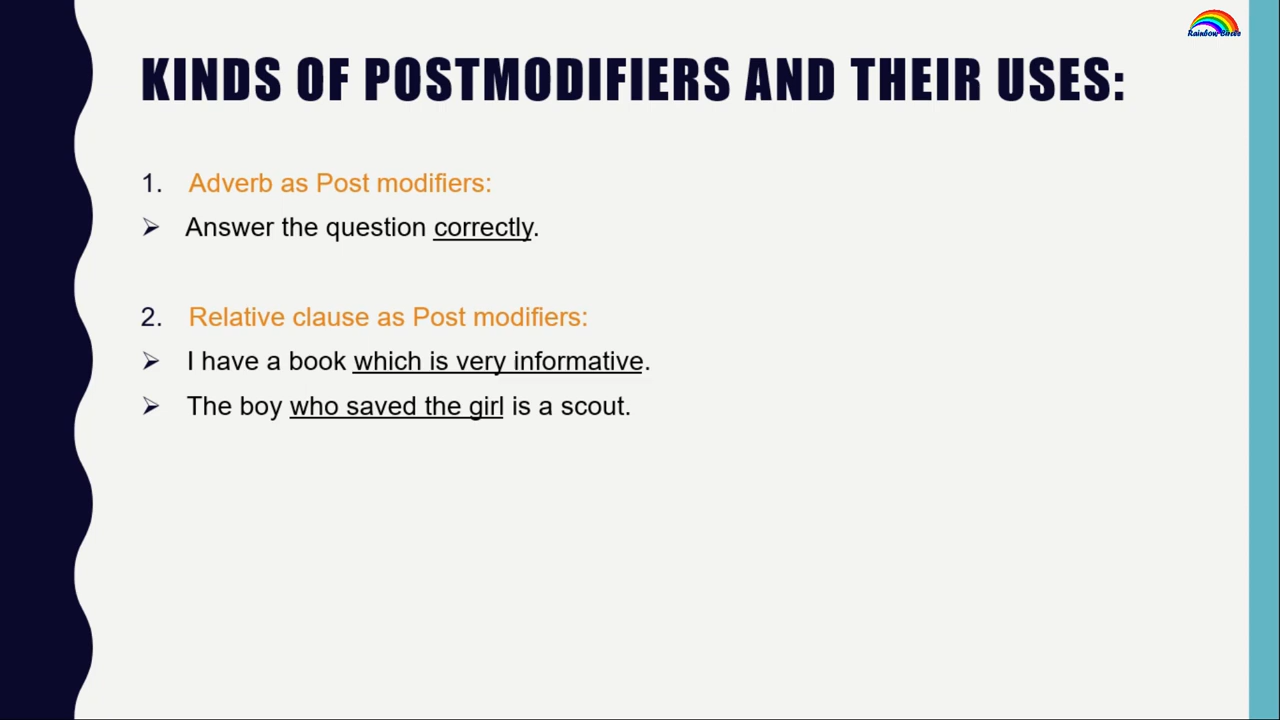 KINDS OF POSTMODIFIERS AND THEIR USES:
1. Adverb as Post modifiers:
➢ Answer the question correctly.
2. Relative clause as Post modifiers:
➢ I have a book which is very informative.
➢ The boy who saved the girl is a scout.